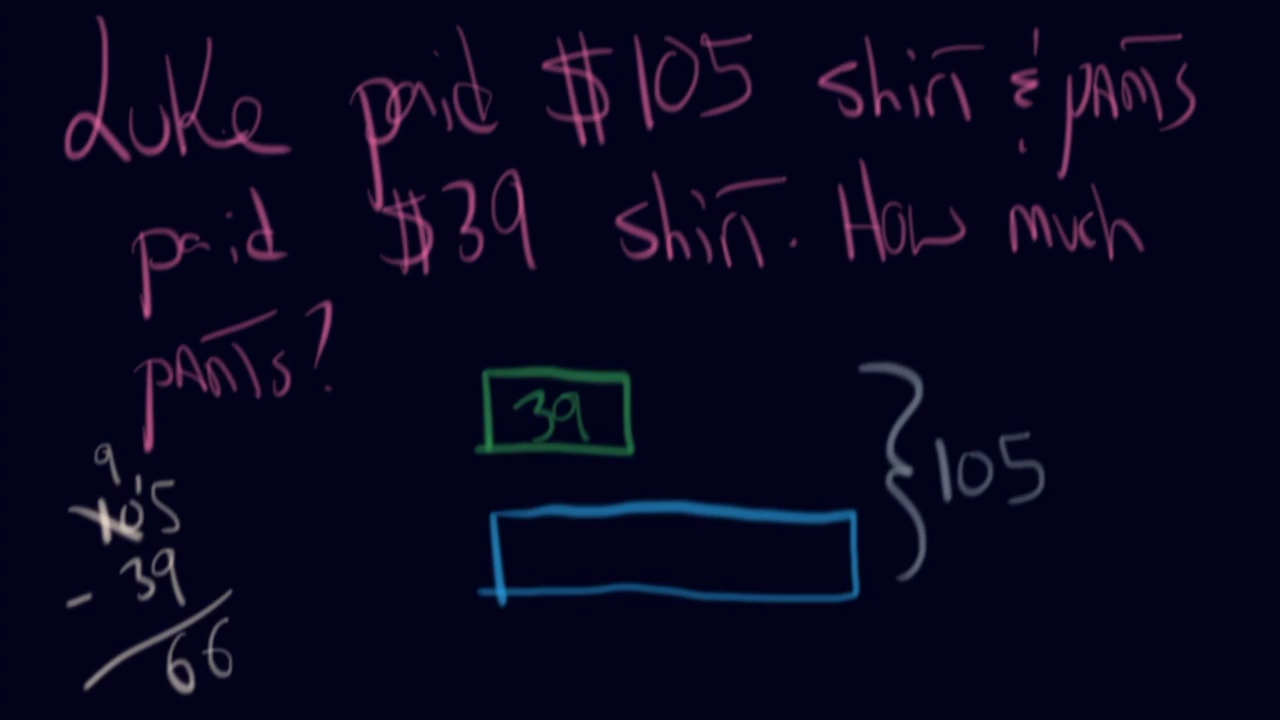 Luke paid $105 shirt & pants
paid $39 shirt. How much
pants?
39
105
9
105
- 39
66